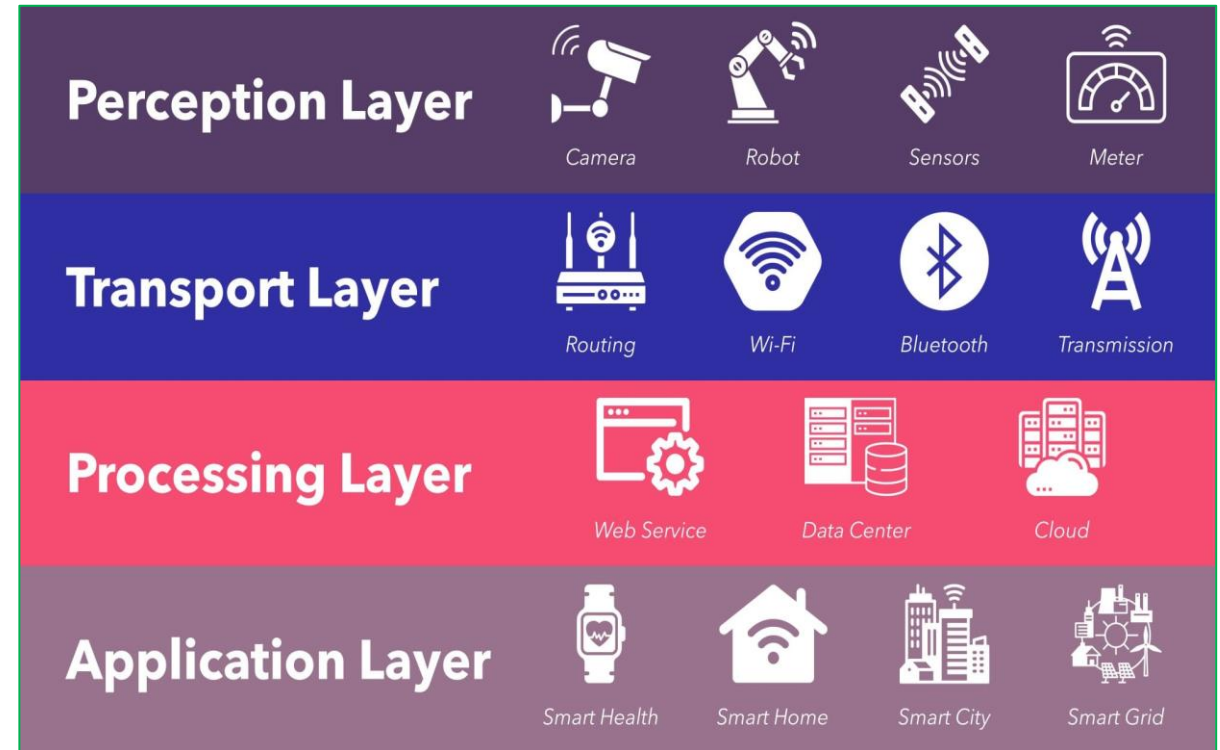 Perception Layer
Camera
Robot
Sensors
Meter
Transport Layer
Routing
Wi-Fi
Bluetooth
Transmission
Processing Layer
Web Service
Data Center
Cloud
Application Layer
Smart Health
Smart Home
Smart City
Smart Grid